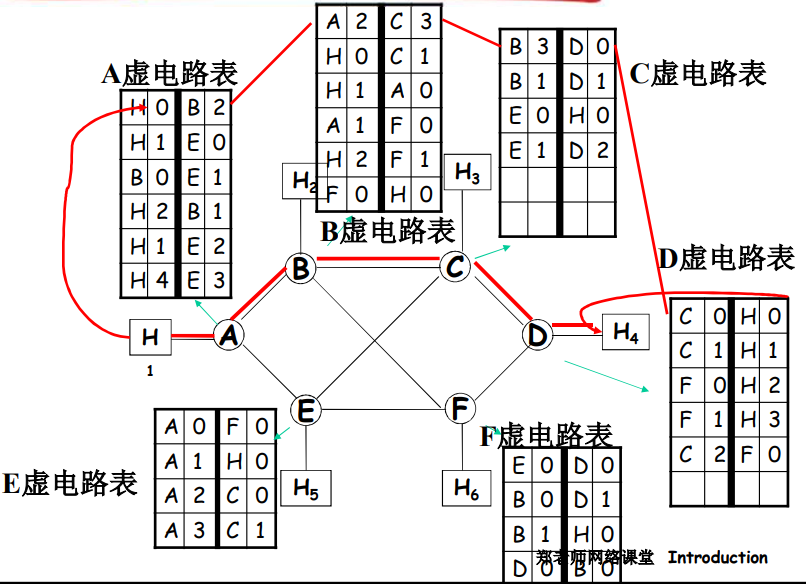 A虚电路表
H 0 B 2
H 1 E 0
B 0 E 1
H 2 B 1
H 1 E 2
H 4 E 3
A 2 C 3
H 0 C 1
H 1 A 0
A 1 F 0
H 2 F 1
F 0 H 0
B虚电路表
C虚电路表
B 3 D 0
B 1 D 1
E 0 H 0
E 1 D 2
D虚电路表
C 0 H 0
C 1 H 1
F 0 H 2
F 1 H 3
C 2 F 0
H2
H3
B
C
H
1
A
D
H4
E
F
H5
H6
E虚电路表
A 0 F 0
A 1 H 0
A 2 C 0
A 3 C 1
F虚电路表
E 0 D 0
B 0 D 1
B 1 H 0
D 0 B 0
郑老师网络课堂 Introduction